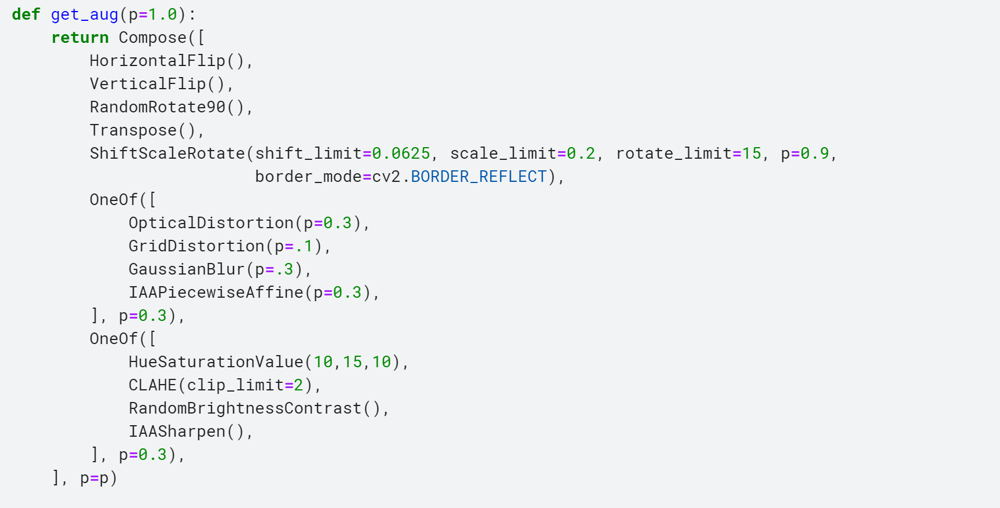 def get_aug(p=1.0):
    return Compose([
        HorizontalFlip(),
        VerticalFlip(),
        RandomRotate90(),
        Transpose(),
        ShiftScaleRotate(shift_limit=0.0625, scale_limit=0.2, rotate_limit=15, p=0.9,
                         border_mode=cv2.BORDER_REFLECT),
        OneOf([
            OpticalDistortion(p=0.3),
            GridDistortion(p=.1),
            GaussianBlur(p=.3),
            IAAPiecewiseAffine(p=0.3),
        ], p=0.3),
        OneOf([
            HueSaturationValue(10,15,10),
            CLAHE(clip_limit=2),
            RandomBrightnessContrast(),
            IAASharpen(),
        ], p=0.3),
    ], p=p)